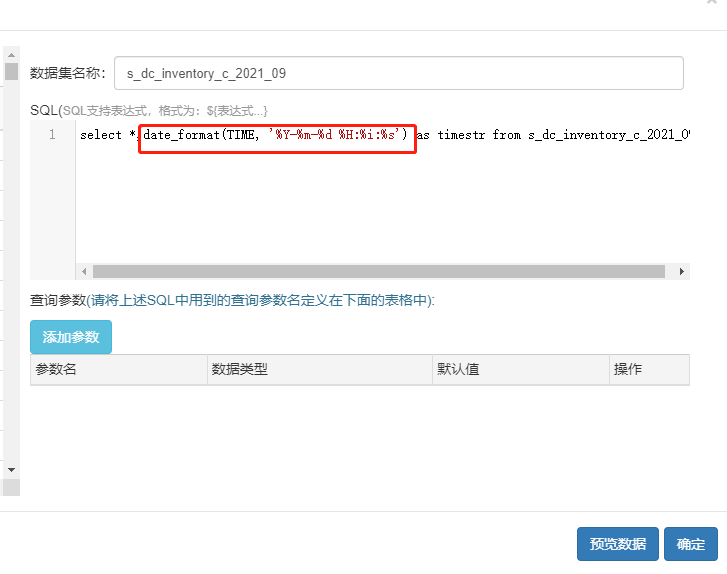 数据集名称： s_dc_inventory_c_2021_09
SQL(SQL支持表达式，格式为：${表达式...}
1 select *,date_format(TIME, '%Y-%m-%d %H:%i:%s') as timestr from s_dc_inventory_c_2021_0
查询参数(请将上述SQL中用到的查询参数名定义在下面的表格中):
添加参数
参数名 数据类型 默认值 操作
预览数据 确定